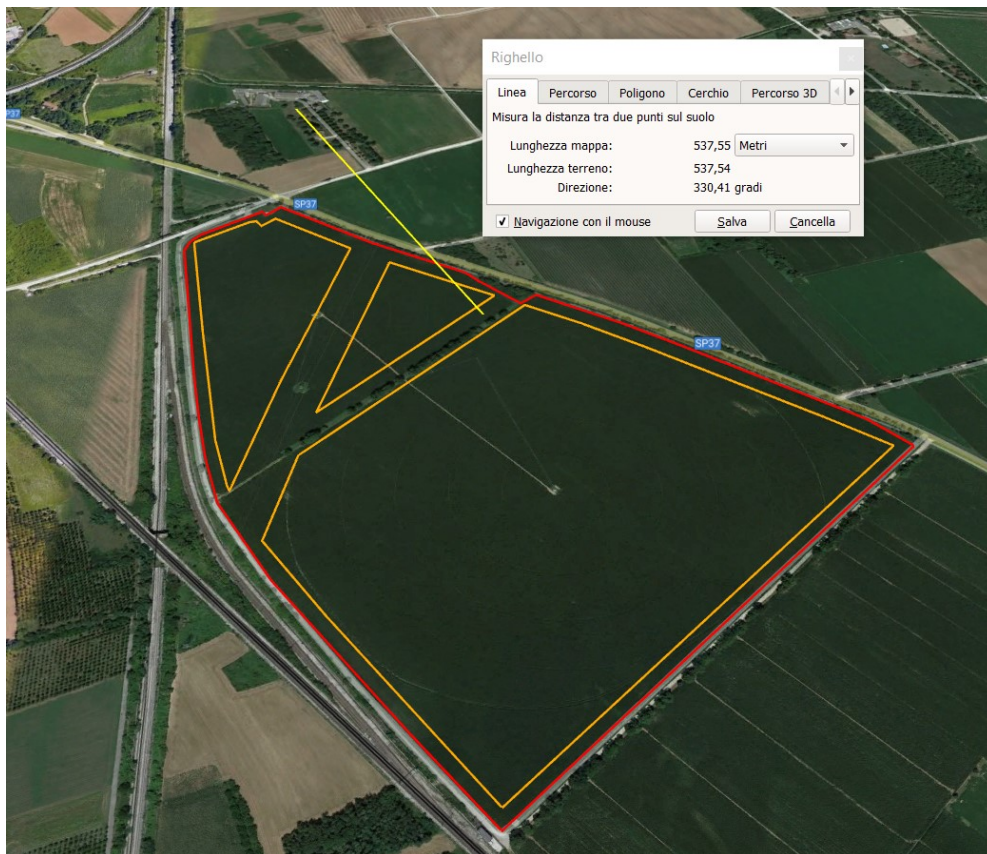 Righello
Linea Percorso Poligono Cerchio Percorso 3D
Misura la distanza tra due punti sul suolo
Lunghezza mappa: 537,55 Metri
Lunghezza terreno: 537,54
Direzione: 330,41 gradi
Navigazione con il mouse Salva Cancella
P37
SP37
SP37